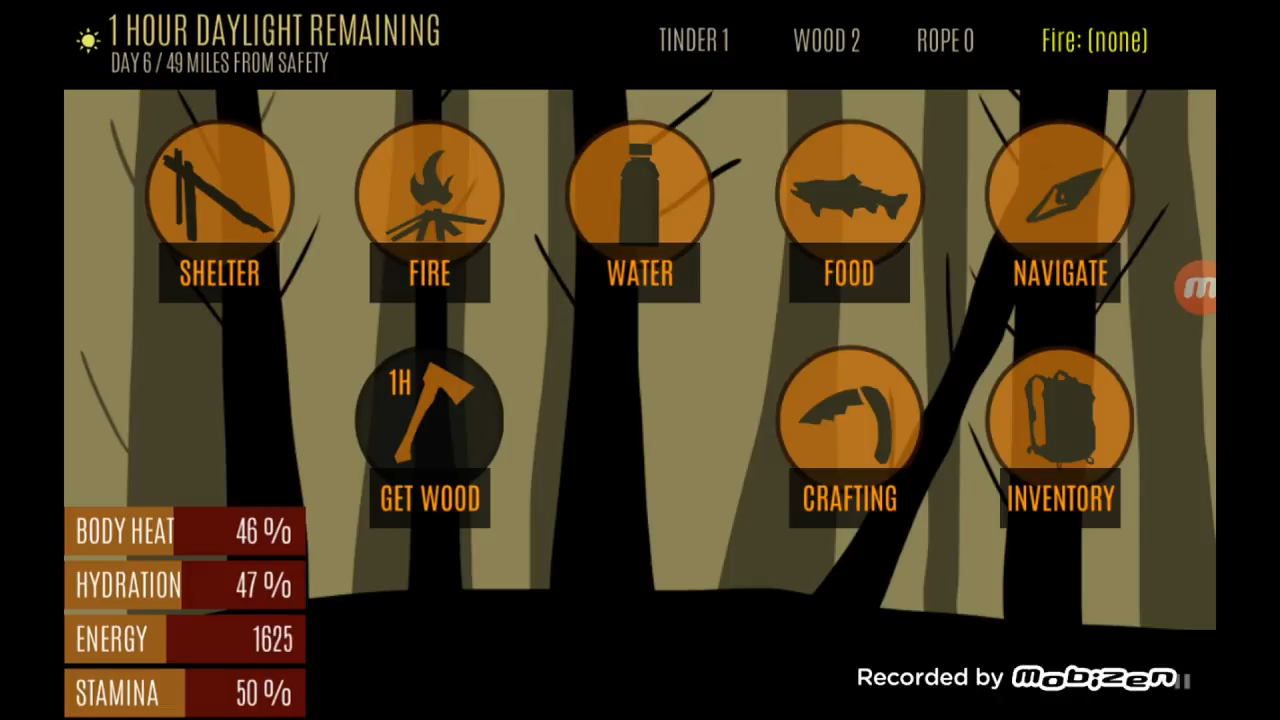 1 HOUR DAYLIGHT REMAINING
DAY 6 / 49 MILES FROM SAFETY
TINDER 1
WOOD 2
ROPE 0
Fire: (none)
SHELTER
FIRE
WATER
FOOD
NAVIGATE
m
1H
GET WOOD
CRAFTING
INVENTORY
BODY HEAT 46 %
HYDRATION 47 %
ENERGY 1625
STAMINA 50 %
Recorded by mobizen